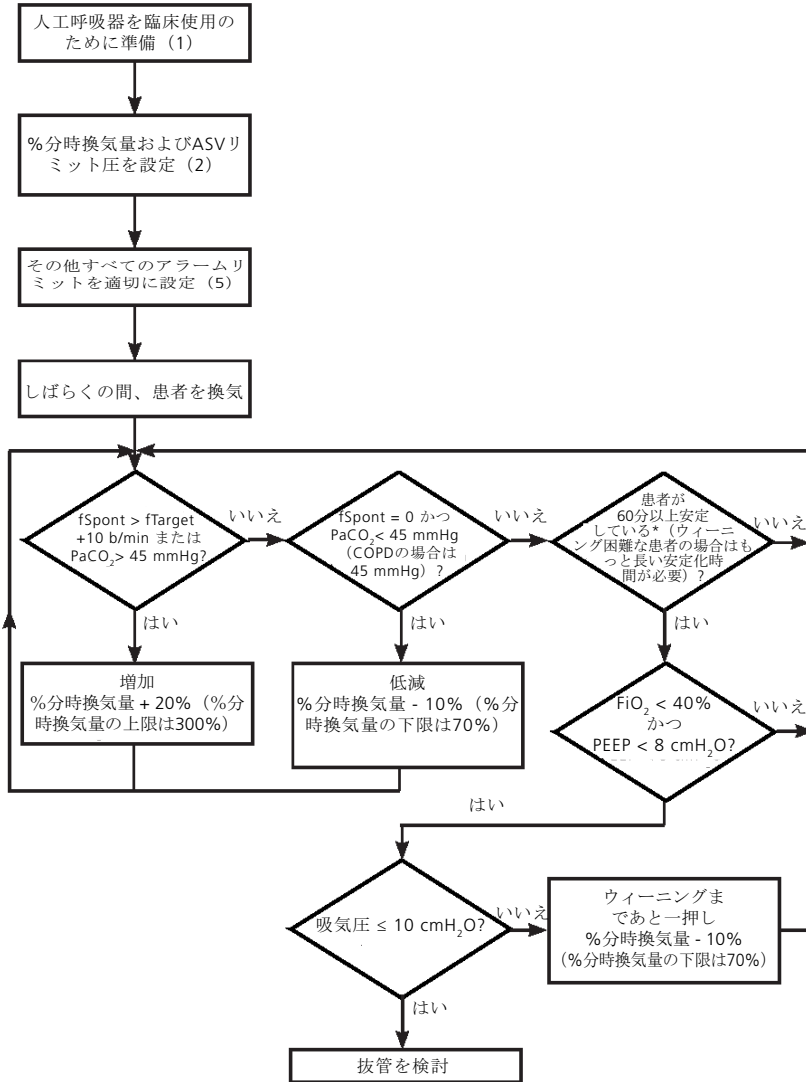 人工呼吸器を臨床使用の
ために準備（1）
%分時換気量およびASVリ
ミット圧を設定（2）
その他すべてのアラームリ
ミットを適切に設定（5）
しばらくの間、患者を換気
fSpont > fTarget
+10 b/min または
PaCO₂> 45 mmHg?
いいえ
はい
fSpont = 0 かつ
PaCO₂< 45 mmHg
（COPDの場合は
45 mmHg）?
いいえ
はい
患者が
60分以上安定
している*（ウィーニ
ング困難な患者の場合はも
っと長い安定化時
間が必要）?
いいえ
はい
増加
%分時換気量 + 20%（%分
時換気量の上限は300%）
低減
%分時換気量 - 10%（%分
時換気量の下限は70%）
FiO₂ < 40%
かつ
PEEP < 8 cmH₂O?
いいえ
はい
吸気圧 ≤ 10 cmH₂O?
いいえ
はい
ウィーニングま
であと一押し
%分時換気量 - 10%
（%分時換気量の下限は70%）
抜管を検討